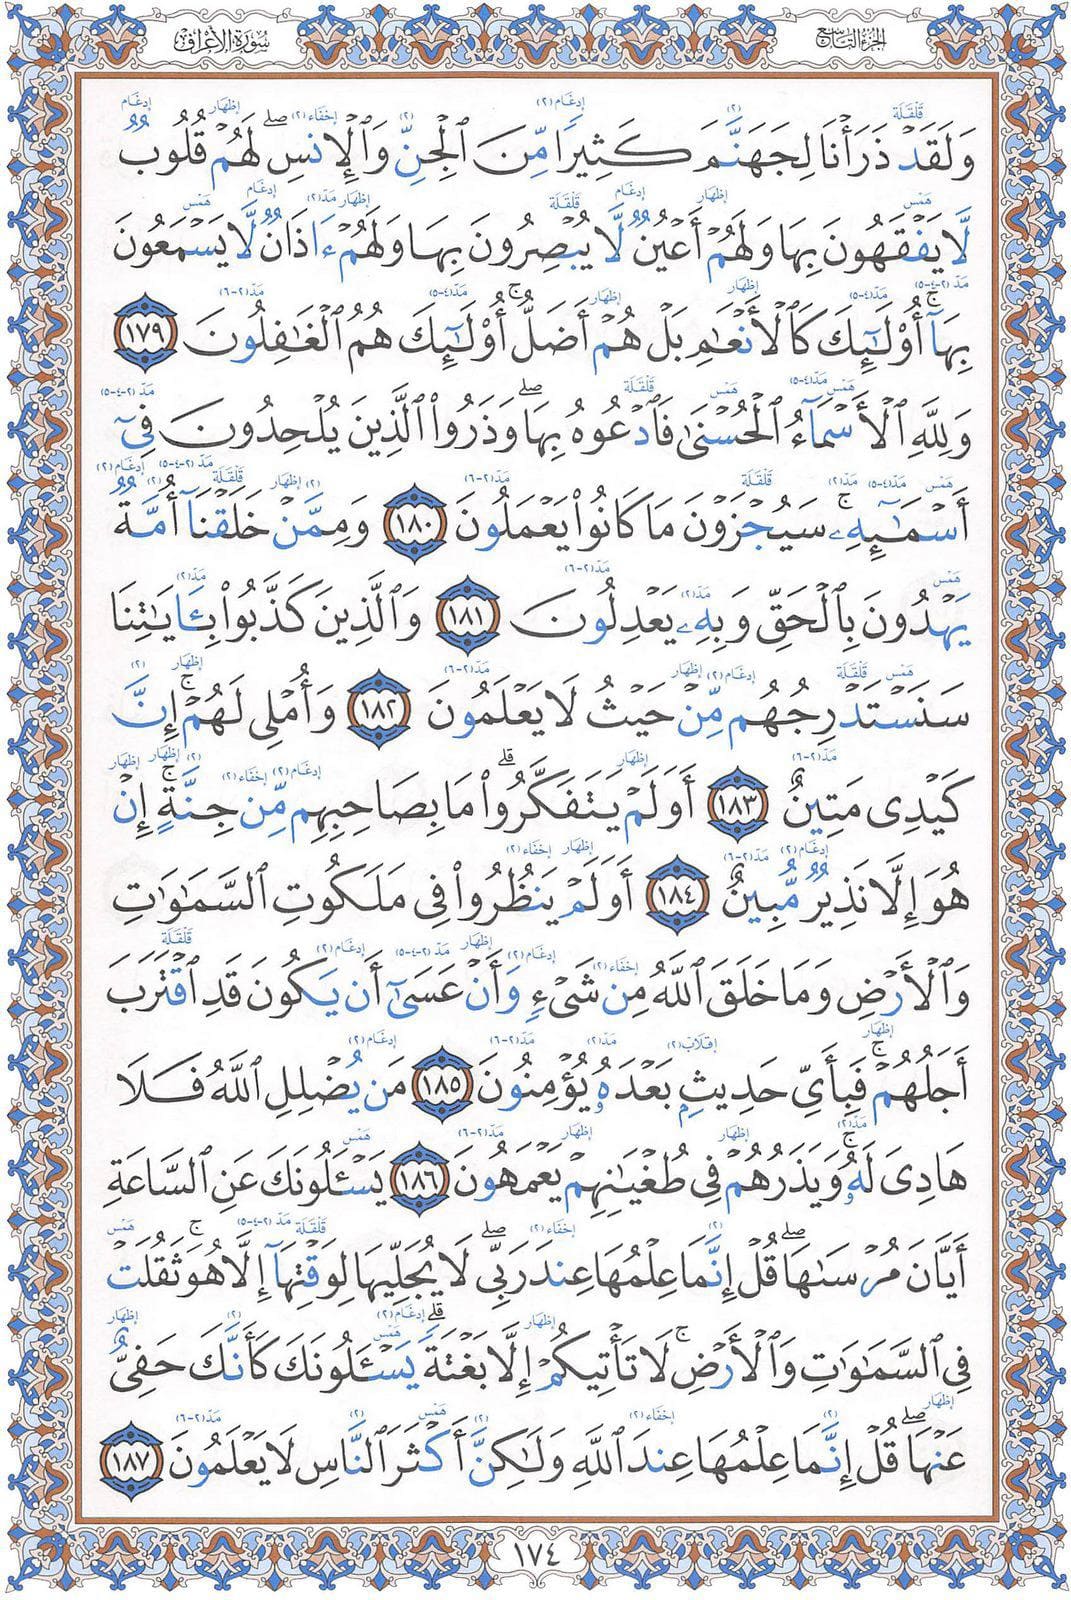 الجزء التاسع
سورة الأعراف
وَلَقَدْ ذَرَأْنَا لِجَهَنَّمَ كَثِيرًا مِّنَ ٱلْجِنِّ وَٱلْإِنسِ ۖ لَهُمْ قُلُوبٌ
لَّا يَفْقَهُونَ بِهَا وَلَهُمْ أَعْيُنٌ لَّا يُبْصِرُونَ بِهَا وَلَهُمْ ءَاذَانٌ لَّا يَسْمَعُونَ
بِهَآ ۚ أُو۟لَـٰٓئِكَ كَٱلْأَنْعَـٰمِ بَلْ هُمْ أَضَلُّ ۚ أُو۟لَـٰٓئِكَ هُمُ ٱلْغَـٰفِلُونَ ١٧٩
وَلِلَّهِ ٱلْأَسْمَآءُ ٱلْحُسْنَىٰ فَٱدْعُوهُ بِهَا ۖ وَذَرُوا۟ ٱلَّذِينَ يُلْحِدُونَ فِىٓ
أَسْمَـٰٓئِهِۦ ۚ سَيُجْزَوْنَ مَا كَانُوا۟ يَعْمَلُونَ ١٨٠ وَمِمَّنْ خَلَقْنَآ أُمَّةٌ
يَهْدُونَ بِٱلْحَقِّ وَبِهِۦ يَعْدِلُونَ ١٨١ وَٱلَّذِينَ كَذَّبُوا۟ بِـَٔايَـٰتِنَا
سَنَسْتَدْرِجُهُم مِّنْ حَيْثُ لَا يَعْلَمُونَ ١٨٢ وَأُمْلِى لَهُمْ ۚ إِنَّ
كَيْدِى مَتِينٌ ١٨٣ أَوَلَمْ يَتَفَكَّرُوا۟ ۗ مَا بِصَاحِبِهِم مِّن جِنَّةٍ ۚ إِنْ
هُوَ إِلَّا نَذِيرٌ مُّبِينٌ ١٨٤ أَوَلَمْ يَنظُرُوا۟ فِى مَلَكُوتِ ٱلسَّمَـٰوَٰتِ
وَٱلْأَرْضِ وَمَا خَلَقَ ٱللَّهُ مِن شَىْءٍ وَأَنْ عَسَىٰٓ أَن يَكُونَ قَدِ ٱقْتَرَبَ
أَجَلُهُمْ ۖ فَبِأَىِّ حَدِيثٍۭ بَعْدَهُۥ يُؤْمِنُونَ ١٨٥ مَن يُضْلِلِ ٱللَّهُ فَلَا
هَادِىَ لَهُۥ ۚ وَيَذَرُهُمْ فِى طُغْيَـٰنِهِمْ يَعْمَهُونَ ١٨٦ يَسْـَٔلُونَكَ عَنِ ٱلسَّاعَةِ
أَيَّانَ مُرْسَىٰهَا ۖ قُلْ إِنَّمَا عِلْمُهَا عِندَ رَبِّى ۖ لَا يُجَلِّيهَا لِوَقْتِهَآ إِلَّا هُوَ ۚ ثَقُلَتْ
فِى ٱلسَّمَـٰوَٰتِ وَٱلْأَرْضِ ۚ لَا تَأْتِيكُمْ إِلَّا بَغْتَةً ۗ يَسْـَٔلُونَكَ كَأَنَّكَ حَفِىٌّ
عَنْهَا ۖ قُلْ إِنَّمَا عِلْمُهَا عِندَ ٱللَّهِ وَلَـٰكِنَّ أَكْثَرَ ٱلنَّاسِ لَا يَعْلَمُونَ ١٨٧
١٧٤